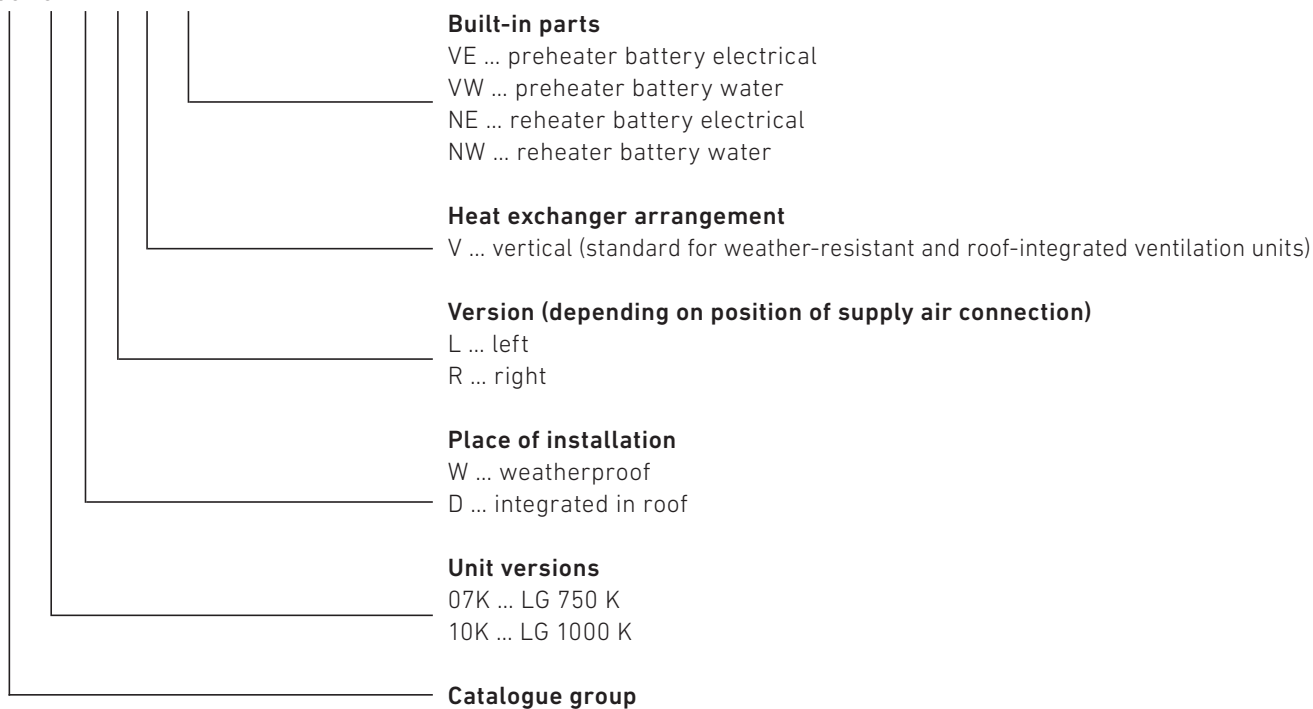 Built-in parts
VE ... preheater battery electrical
VW ... preheater battery water
NE ... reheater battery electrical
NW ... reheater battery water
Heat exchanger arrangement
V ... vertical (standard for weather-resistant and roof-integrated ventilation units)
Version (depending on position of supply air connection)
L ... left
R ... right
Place of installation
W ... weatherproof
D ... integrated in roof
Unit versions
07K ... LG 750 K
10K ... LG 1000 K
Catalogue group